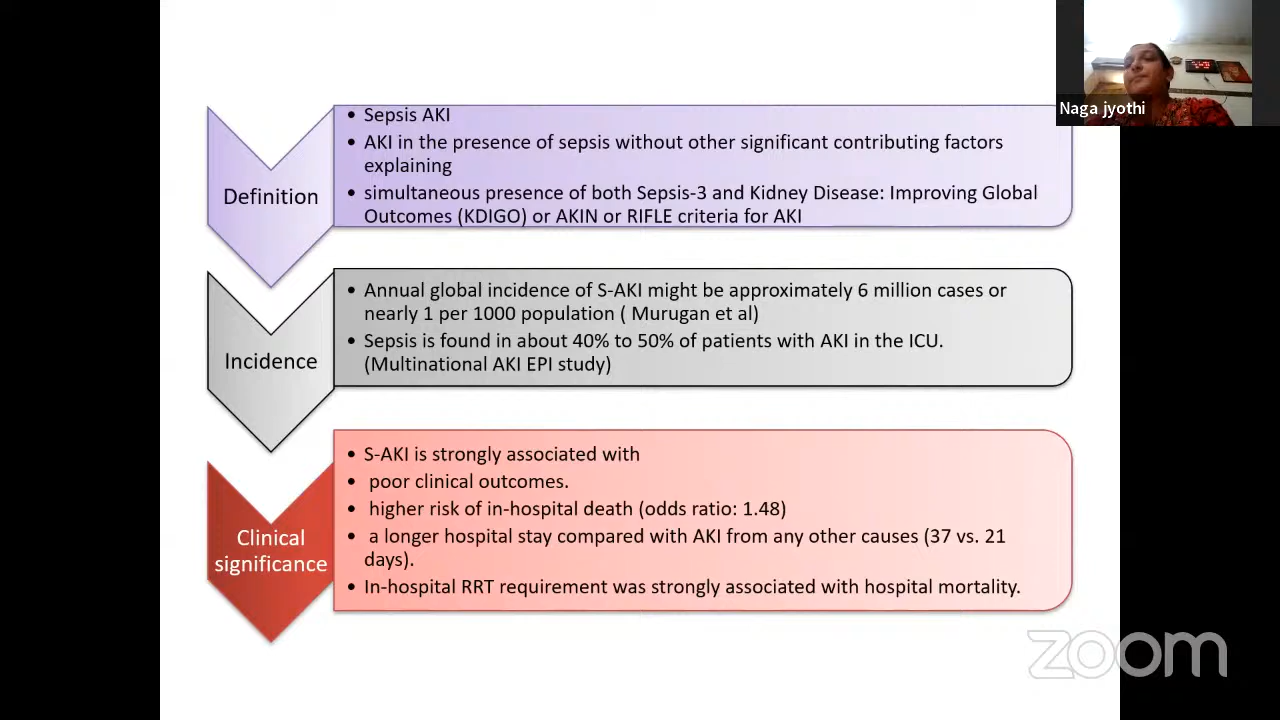 Naga jyothi
Definition
• Sepsis AKI
• AKI in the presence of sepsis without other significant contributing factors
explaining
• simultaneous presence of both Sepsis-3 and Kidney Disease: Improving Global
Outcomes (KDIGO) or AKIN or RIFLE criteria for AKI
Incidence
• Annual global incidence of S-AKI might be approximately 6 million cases or
nearly 1 per 1000 population ( Murugan et al)
• Sepsis is found in about 40% to 50% of patients with AKI in the ICU.
(Multinational AKI EPI study)
Clinical
significance
• S-AKI is strongly associated with
• poor clinical outcomes.
• higher risk of in-hospital death (odds ratio: 1.48)
• a longer hospital stay compared with AKI from any other causes (37 vs. 21
days).
• In-hospital RRT requirement was strongly associated with hospital mortality.
zoom